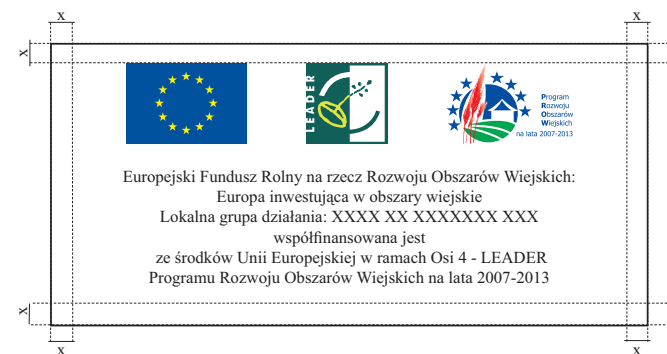 x x
x
LEADER
Program
Rozwoju
Obszarów
Wiejskich
na lata 2007-2013
Europejski Fundusz Rolny na rzecz Rozwoju Obszarów Wiejskich:
Europa inwestująca w obszary wiejskie
Lokalna grupa działania: XXXX XX XXXXXXX XXX
współfinansowana jest
ze środków Unii Europejskiej w ramach Osi 4 - LEADER
Programu Rozwoju Obszarów Wiejskich na lata 2007-2013
x
x x